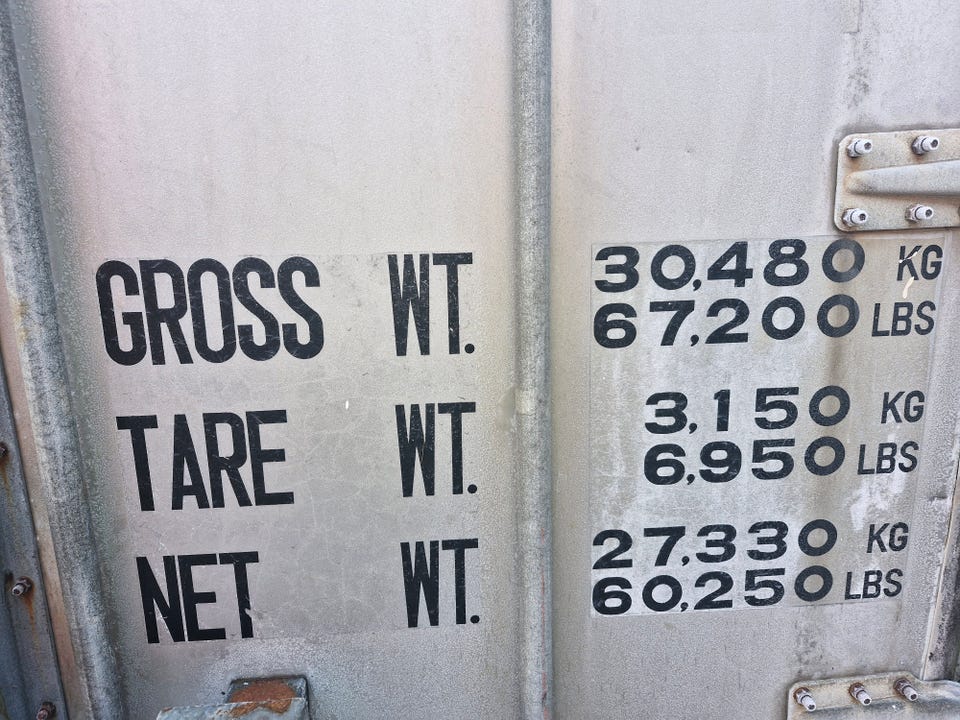 GROSS WT. 30,480 KG
67,200 LBS
TARE WT. 3,150 KG
6,950 LBS
NET WT. 27,330 KG
60,250 LBS